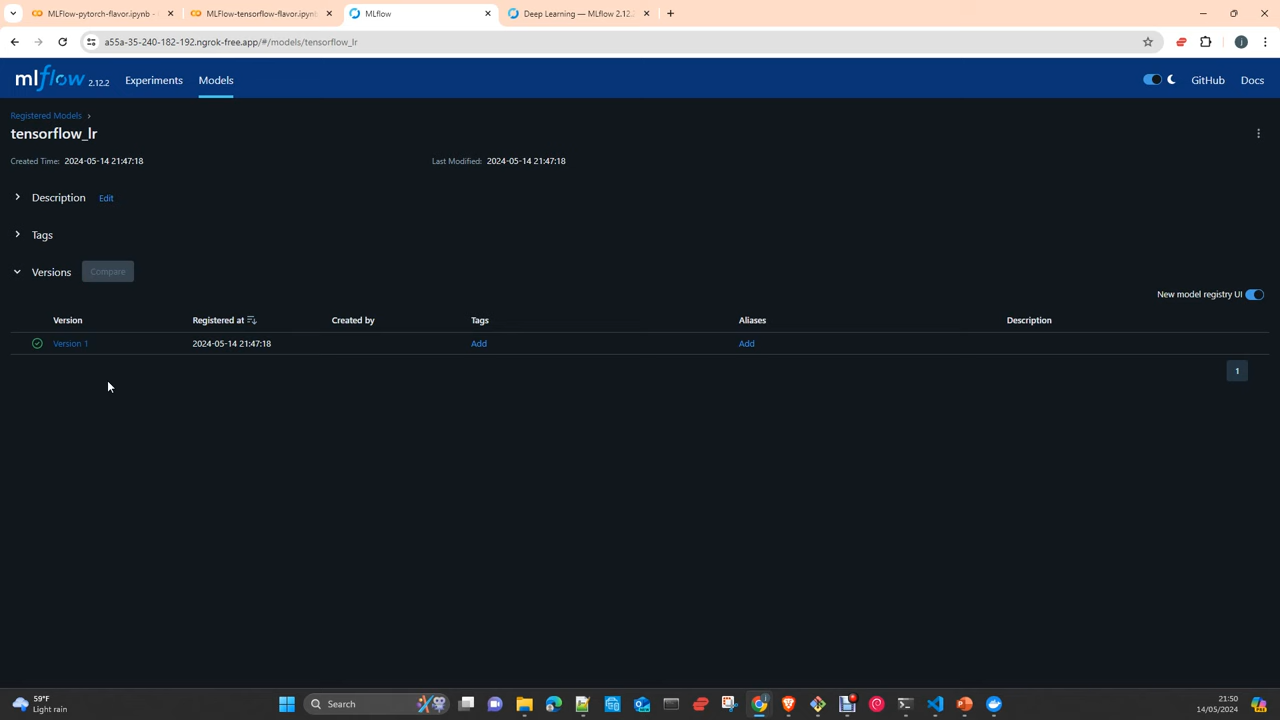 MLFlow-pytorch-flavor.ipynb -
MLFlow-tensorflow-flavor.ipynb
MLflow
Deep Learning — MLflow 2.12.
a55a-35-240-182-192.ngrok-free.app/#/models/tensorflow_lr
mlflow 2.12.2 Experiments Models GitHub Docs
Registered Models
tensorflow_lr
Created Time: 2024-05-14 21:47:18 Last Modified: 2024-05-14 21:47:18
Description Edit
Tags
Versions Compare
New model registry UI
Version Registered at Created by Tags Aliases Description
Version 1 2024-05-14 21:47:18 Add Add
1
59°F
Light rain
Search
21:50
14/05/2024